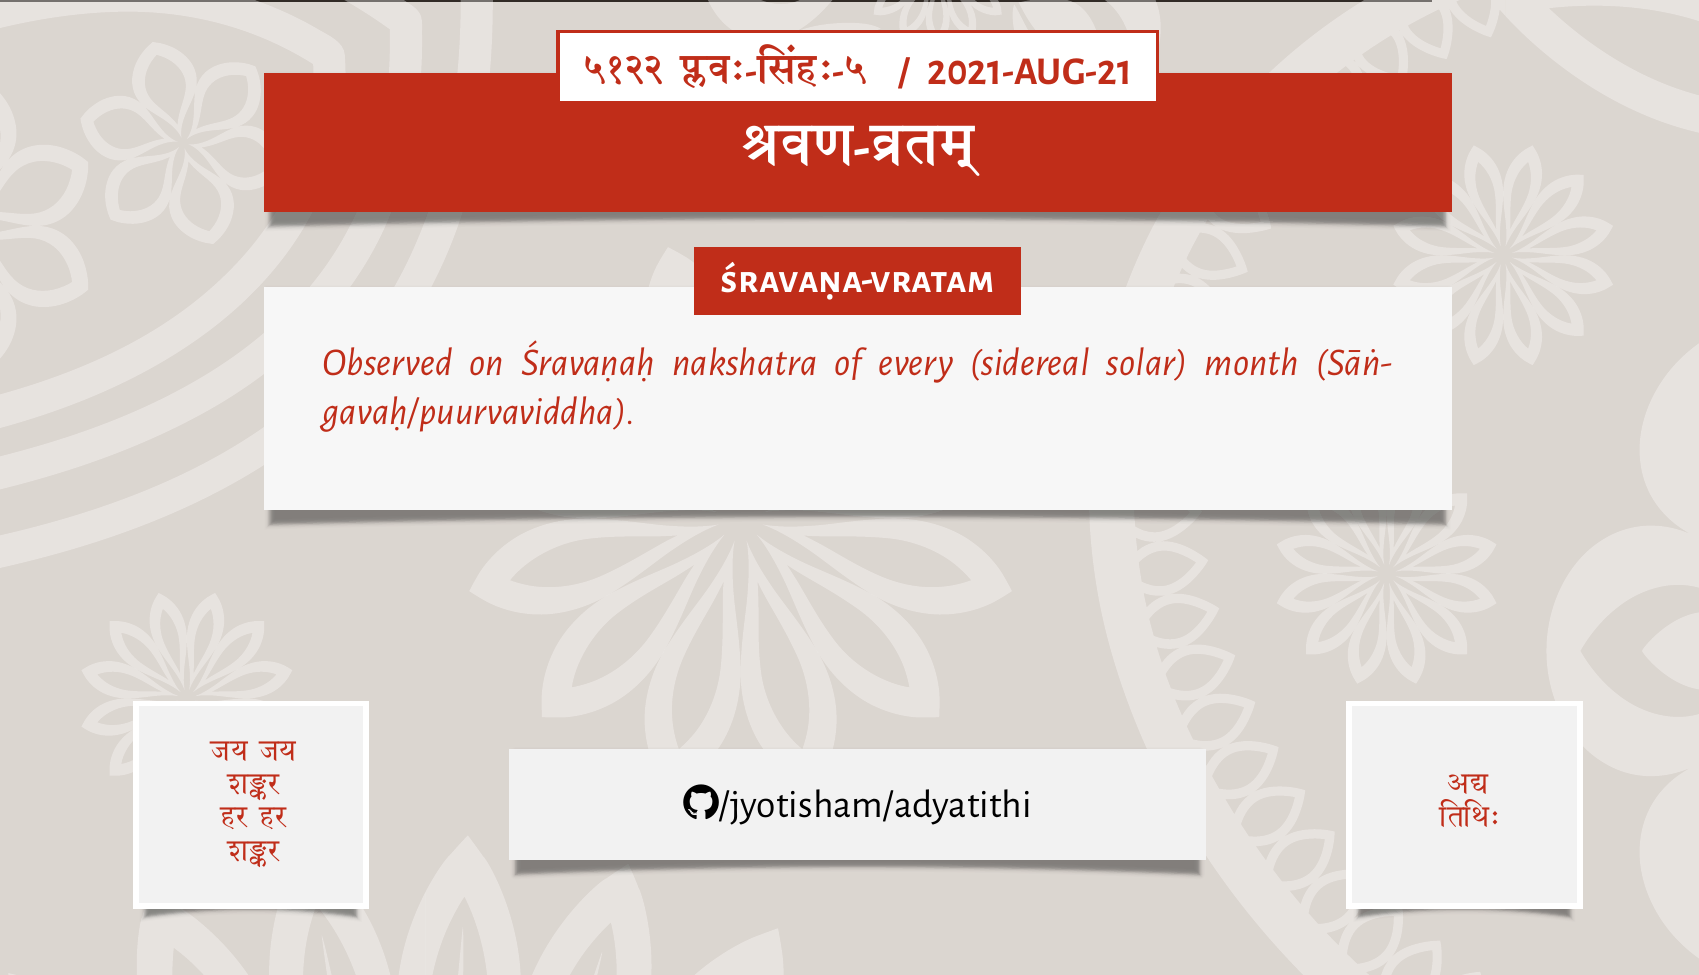 ५१२२ प्लवः-सिंहः-५ / 2021-AUG-21
श्रवण-व्रतम्
ŚRAVAṆA-VRATAM
Observed on Śravaṇaḥ nakshatra of every (sidereal solar) month (Sāṅ-
gavaḥ/puurvaviddha).
जय जय
शङ्कर
हर हर
शङ्कर
/jyotisham/adyatithi
अद्य
तिथिः